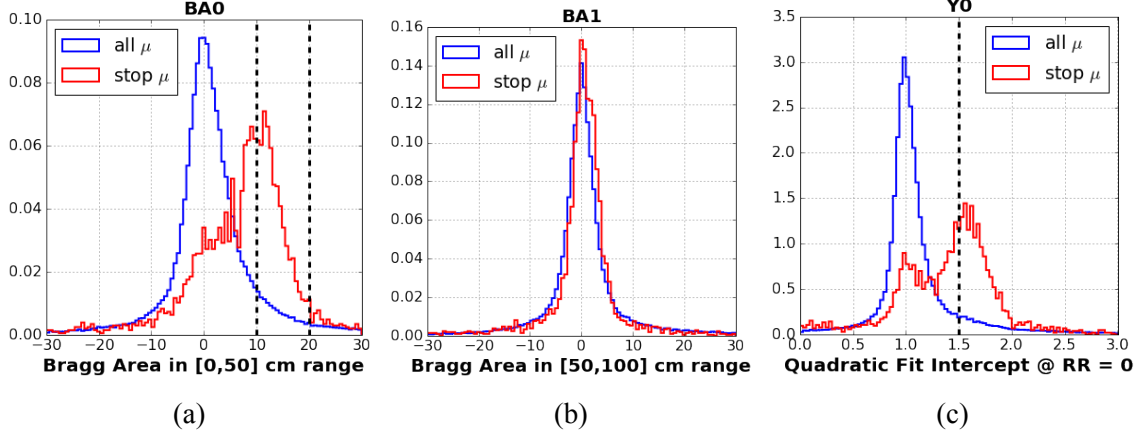 BA0
0.10
0.08
0.06
0.04
0.02
0.00
all μ
stop μ
−30 −20 −10 0 10 20 30
Bragg Area in [0,50] cm range
(a)
BA1
0.16
0.14
0.12
0.10
0.08
0.06
0.04
0.02
0.00
all μ
stop μ
−30 −20 −10 0 10 20 30
Bragg Area in [50,100] cm range
(b)
Y0
3.5
3.0
2.5
2.0
1.5
1.0
0.5
0.0
all μ
stop μ
0.0 0.5 1.0 1.5 2.0 2.5 3.0
Quadratic Fit Intercept @ RR = 0
(c)